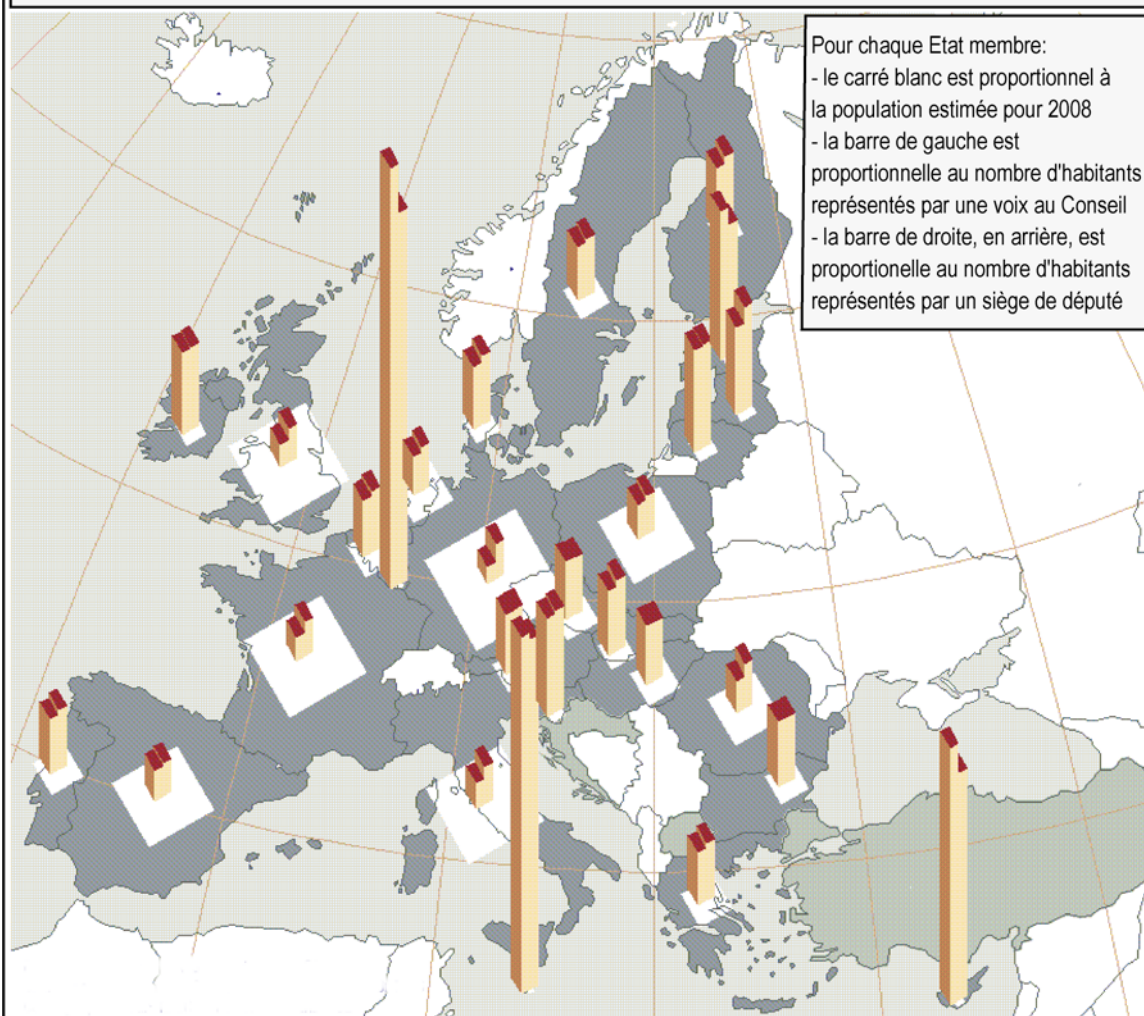 Pour chaque Etat membre:
- le carré blanc est proportionnel à
la population estimée pour 2008
- la barre de gauche est
proportionnelle au nombre d'habitants
représentés par une voix au Conseil
- la barre de droite, en arrière, est
proportionelle au nombre d'habitants
représentés par un siège de député